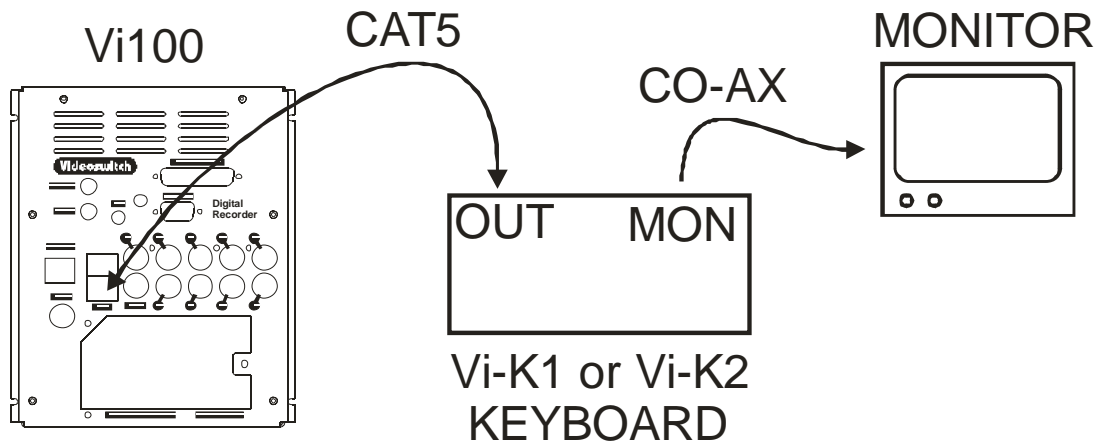 Vi100
CAT5
MONITOR
CO-AX
Videoswitch
Digital
Recorder
OUT
MON
Vi-K1 or Vi-K2
KEYBOARD